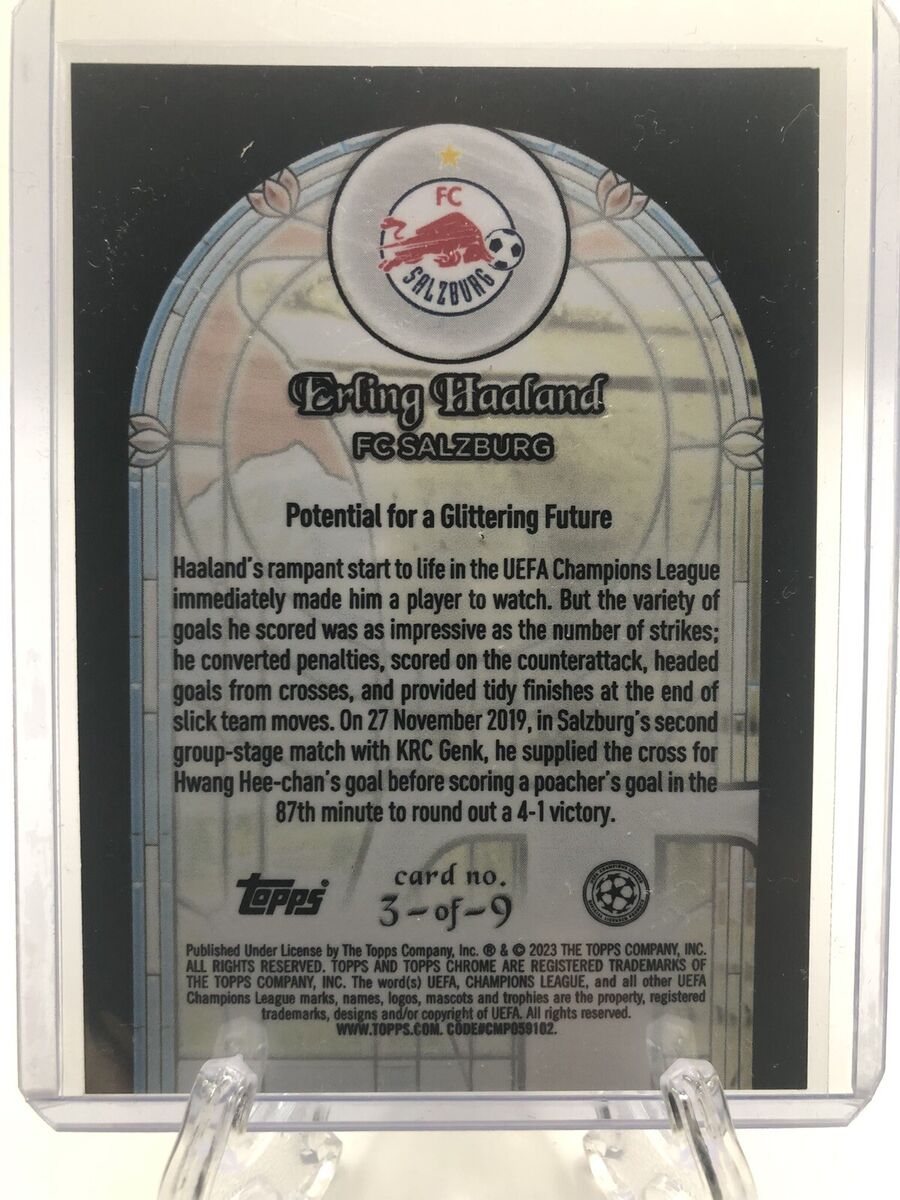 FC
SALZBURG
Erling Haaland
FC SALZBURG
Potential for a Glittering Future
Haaland's rampant start to life in the UEFA Champions League
immediately made him a player to watch. But the variety of
goals he scored was as impressive as the number of strikes;
he converted penalties, scored on the counterattack, headed
goals from crosses, and provided tidy finishes at the end of
slick team moves. On 27 November 2019, in Salzburg's second
group-stage match with KRC Genk, he supplied the cross for
Hwang Hee-chan's goal before scoring a poacher's goal in the
87th minute to round out a 4-1 victory.
topps
card no.
3-of-9
Published Under License by The Topps Company, Inc. ® & © 2023 THE TOPPS COMPANY, INC.
ALL RIGHTS RESERVED. TOPPS AND TOPPS CHROME ARE REGISTERED TRADEMARKS OF
THE TOPPS COMPANY, INC. The word(s) UEFA, CHAMPIONS LEAGUE, and all other UEFA
Champions League marks, names, logos, mascots and trophies are the property, registered
trademarks, designs and/or copyright of UEFA. All rights reserved.
WWW.TOPPS.COM. CODE#CMP059102.